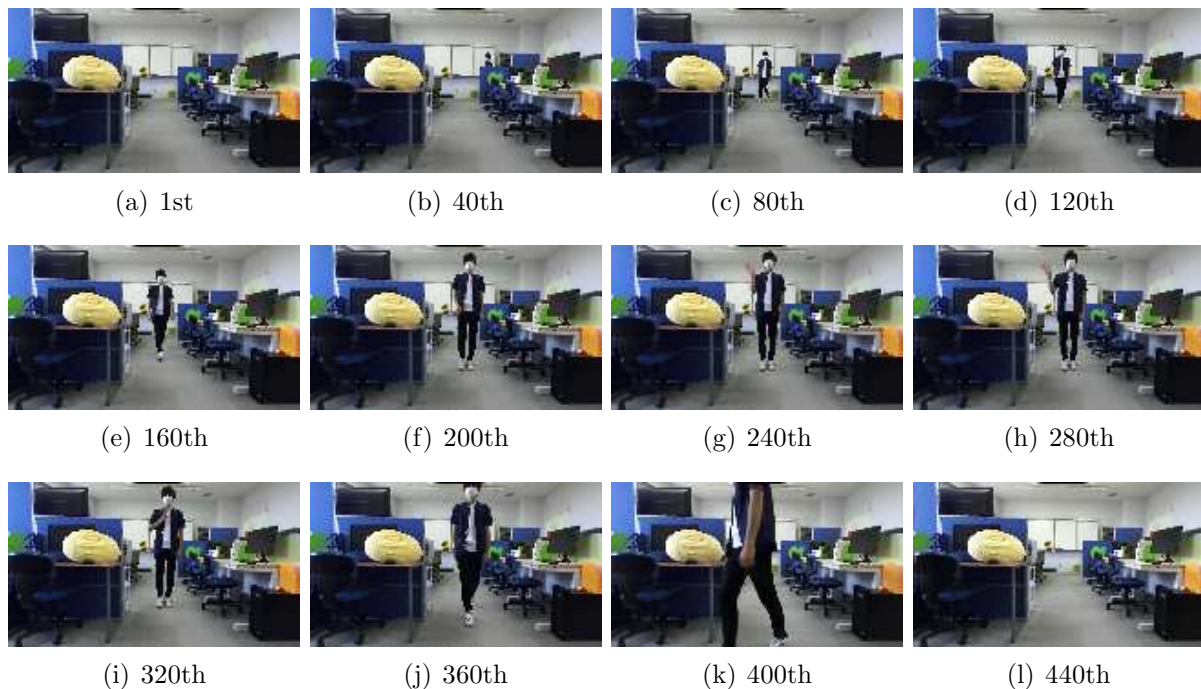 (a) 1st
(b) 40th
(c) 80th
(d) 120th
(e) 160th
(f) 200th
(g) 240th
(h) 280th
(i) 320th
(j) 360th
(k) 400th
(l) 440th